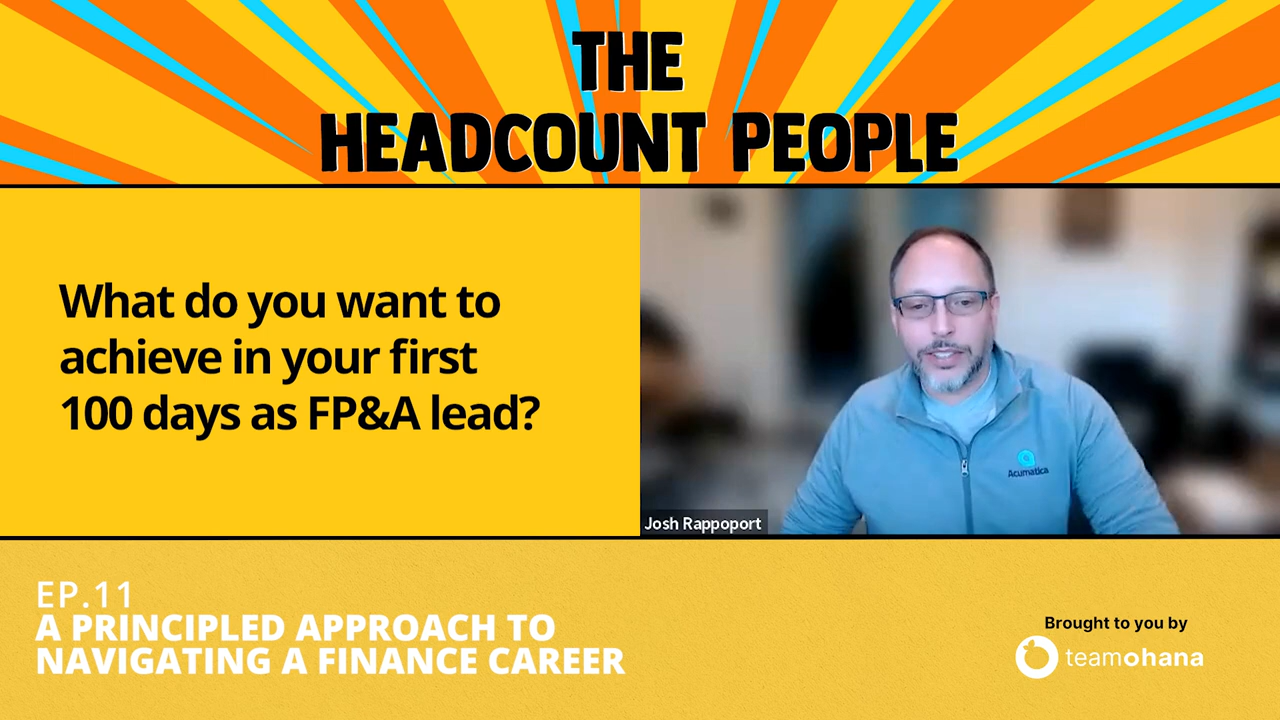 THE
HEADCOUNT PEOPLE
What do you want to
achieve in your first
100 days as FP&A lead?
Acumatica
Josh Rappoport
EP.11
A PRINCIPLED APPROACH TO
NAVIGATING A FINANCE CAREER
Brought to you by
teamohana